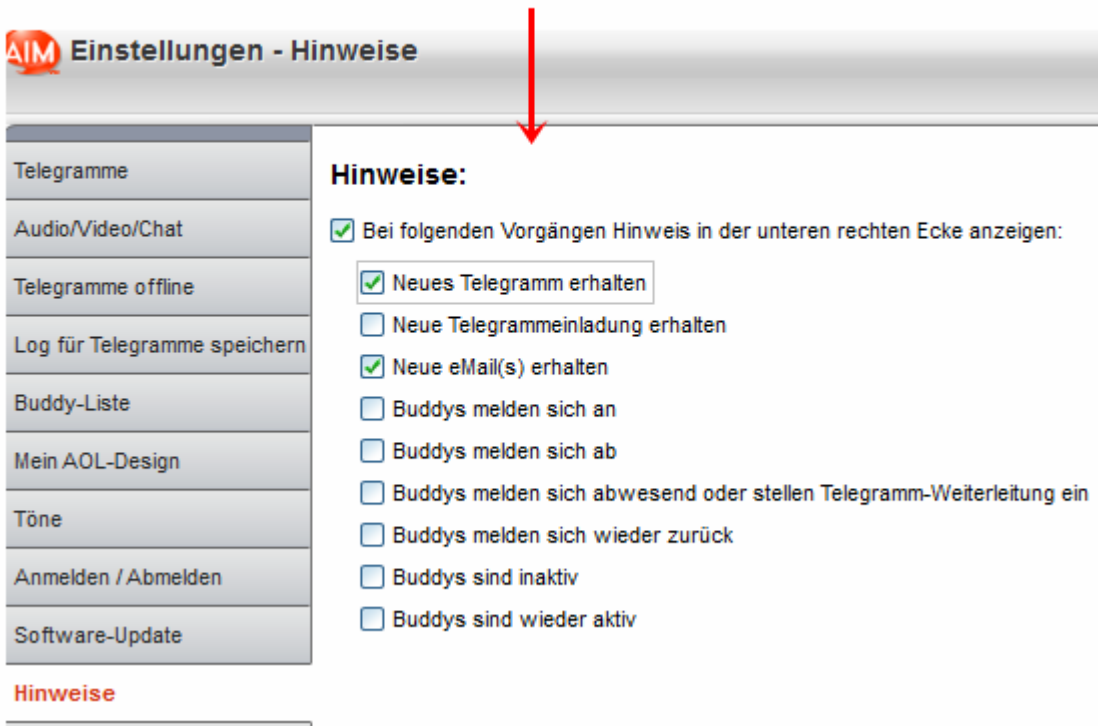 AIM Einstellungen - Hinweise
Telegramme
Audio/Video/Chat
Telegramme offline
Log für Telegramme speichern
Buddy-Liste
Mein AOL-Design
Töne
Anmelden / Abmelden
Software-Update
Hinweise
Hinweise:
Bei folgenden Vorgängen Hinweis in der unteren rechten Ecke anzeigen:
Neues Telegramm erhalten
Neue Telegrammeinladung erhalten
Neue eMail(s) erhalten
Buddys melden sich an
Buddys melden sich ab
Buddys melden sich abwesend oder stellen Telegramm-Weiterleitung ein
Buddys melden sich wieder zurück
Buddys sind inaktiv
Buddys sind wieder aktiv